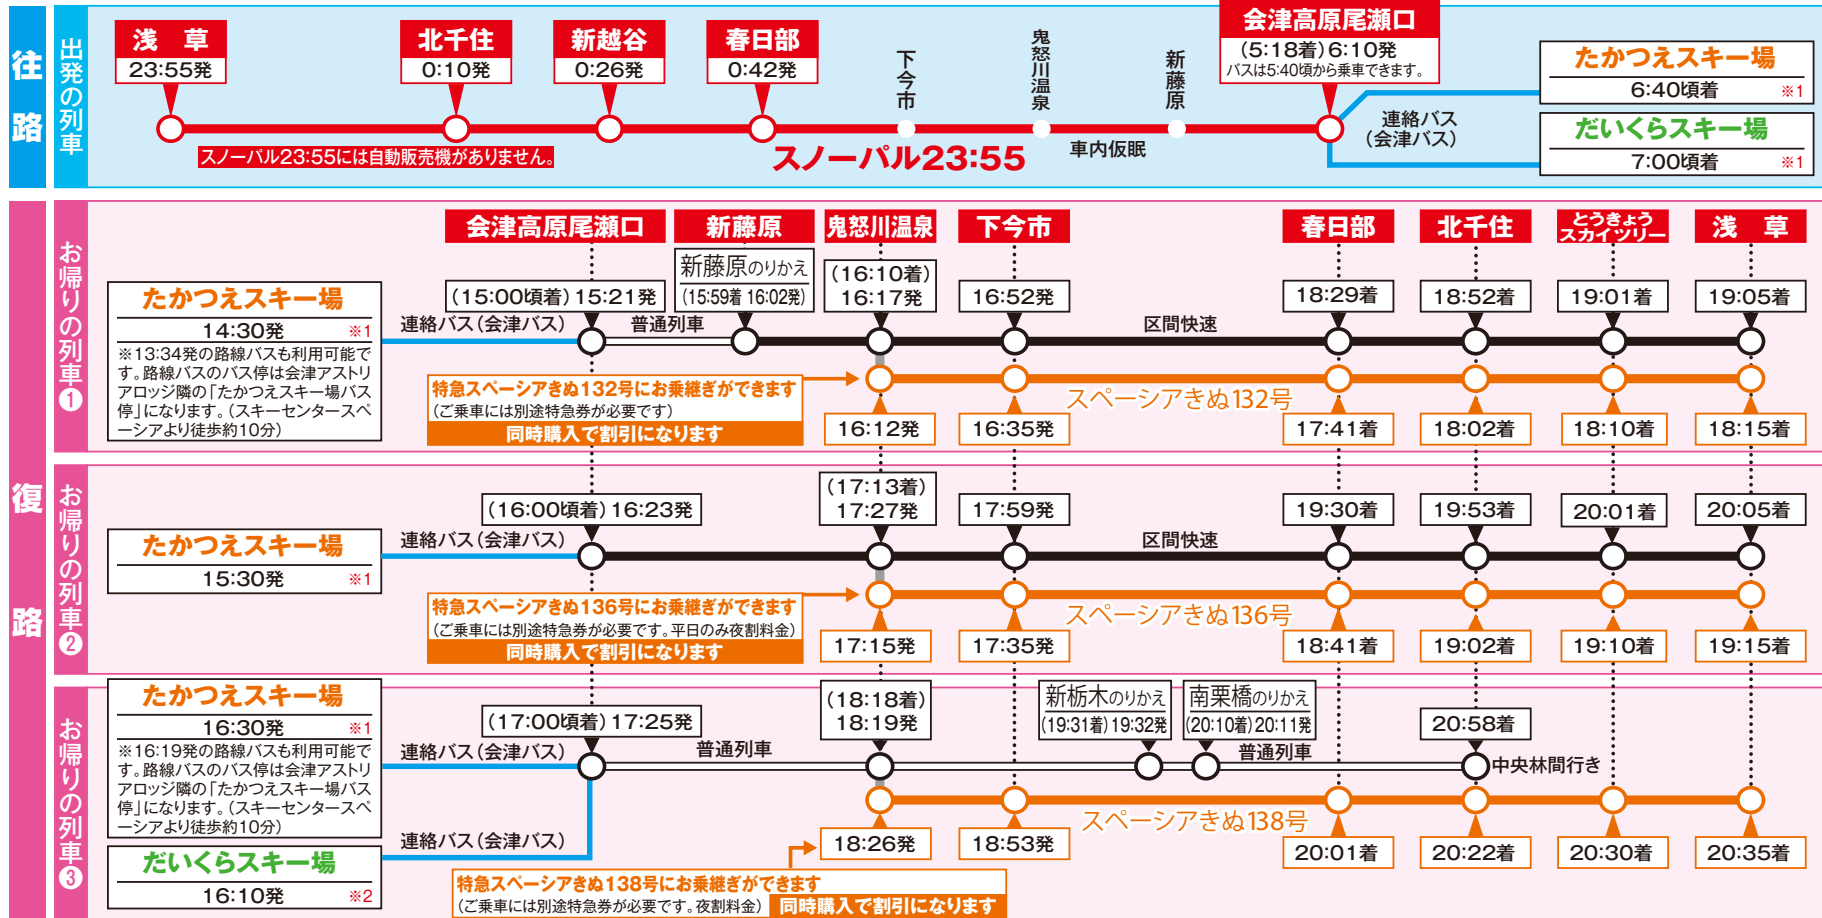 往路
出発の列車
浅 草
23:55発
北千住
0:10発
新越谷
0:26発
春日部
0:42発
下今市
鬼怒川温泉
新藤原
会津高原尾瀬口
(5:18着)6:10発
バスは5:40頃から乗車できます。
スノーパル23:55には自動販売機がありません。
スノーパル23:55
車内仮眠
連絡バス
(会津バス)
たかつえスキー場
6:40頃着 ※1
だいくらスキー場
7:00頃着 ※1
復路
お帰りの列車❶
会津高原尾瀬口
新藤原
鬼怒川温泉
下今市
春日部
北千住
とうきょう
スカイツリー
浅 草
たかつえスキー場
14:30発 ※1
※13:34発の路線バスも利用可能で
す。路線バスのバス停は会津アストリ
アロッジ隣の「たかつえスキー場バス
停」になります。(スキーセンタースペ
ーシアより徒歩約10分)
連絡バス(会津バス)
(15:00頃着)15:21発
普通列車
新藤原のりかえ
(15:59着 16:02発)
(16:10着)
16:17発
16:52発
区間快速
18:29着
18:52着
19:01着
19:05着
特急スペーシアきぬ132号にお乗継ぎができます
(ご乗車には別途特急券が必要です)
同時購入で割引になります
スペーシアきぬ132号
16:12発
16:35発
17:41着
18:02着
18:10着
18:15着
お帰りの列車❷
たかつえスキー場
15:30発 ※1
連絡バス(会津バス)
(16:00頃着)16:23発
(17:13着)
17:27発
17:59発
区間快速
19:30着
19:53着
20:01着
20:05着
特急スペーシアきぬ136号にお乗継ぎができます
(ご乗車には別途特急券が必要です。平日のみ夜割料金)
同時購入で割引になります
スペーシアきぬ136号
17:15発
17:35発
18:41着
19:02着
19:10着
19:15着
お帰りの列車❸
たかつえスキー場
16:30発 ※1
※16:19発の路線バスも利用可能で
す。路線バスのバス停は会津アストリ
アロッジ隣の「たかつえスキー場バス
停」になります。(スキーセンタースペ
ーシアより徒歩約10分)
だいくらスキー場
16:10発 ※2
連絡バス(会津バス)
連絡バス(会津バス)
(17:00頃着)17:25発
普通列車
(18:18着)
18:19発
新栃木のりかえ
(19:31着)19:32発
南栗橋のりかえ
(20:10着)20:11発
普通列車
20:58着
中央林間行き
スペーシアきぬ138号
18:26発
18:53発
20:01着
20:22着
20:30着
20:35着
特急スペーシアきぬ138号にお乗継ぎができます
(ご乗車には別途特急券が必要です。夜割料金) 同時購入で割引になります